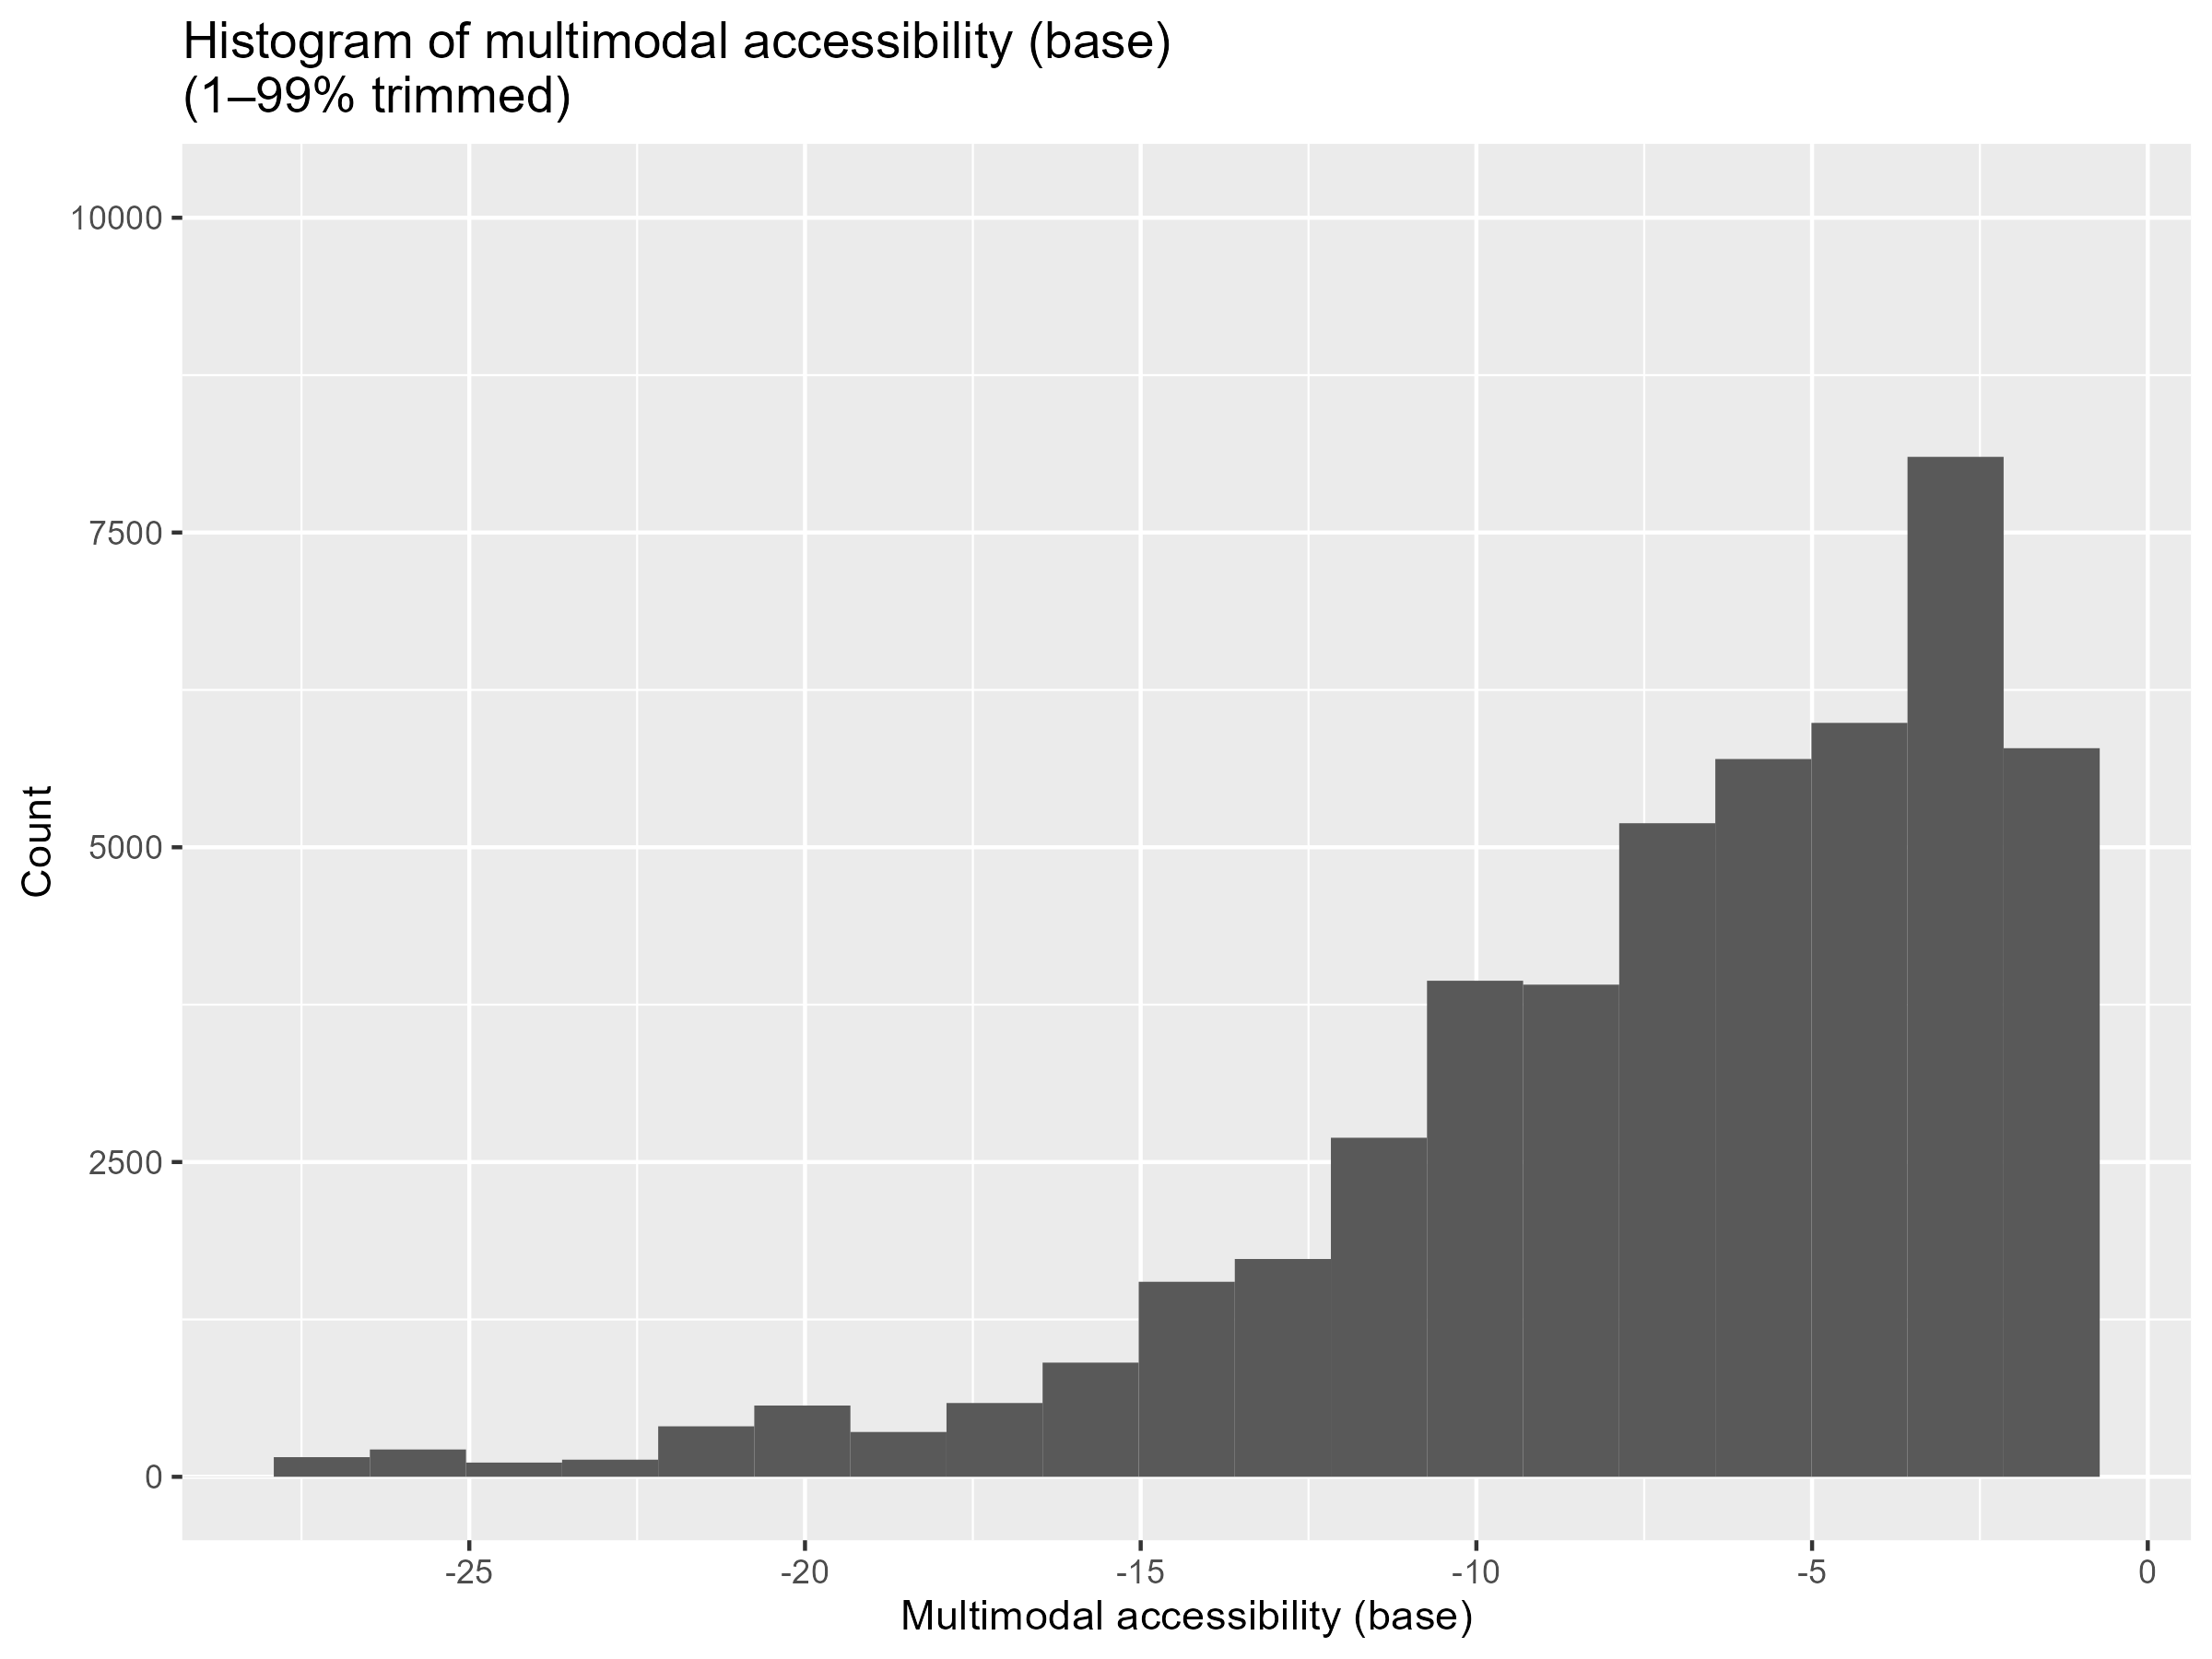 Histogram of multimodal accessibility (base)
(1–99% trimmed)
10000
7500
5000
2500
0
Count
-25
-20
-15
-10
-5
0
Multimodal accessibility (base)